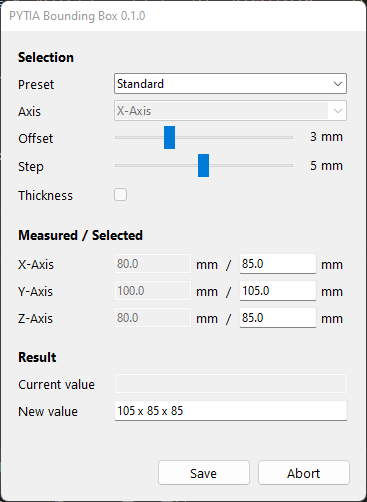 PYTIA Bounding Box 0.1.0
Selection
Preset Standard
Axis X-Axis
Offset 3 mm
Step 5 mm
Thickness
Measured / Selected
X-Axis 80.0 mm / 85.0 mm
Y-Axis 100.0 mm / 105.0 mm
Z-Axis 80.0 mm / 85.0 mm
Result
Current value
New value 105 x 85 x 85
Save Abort